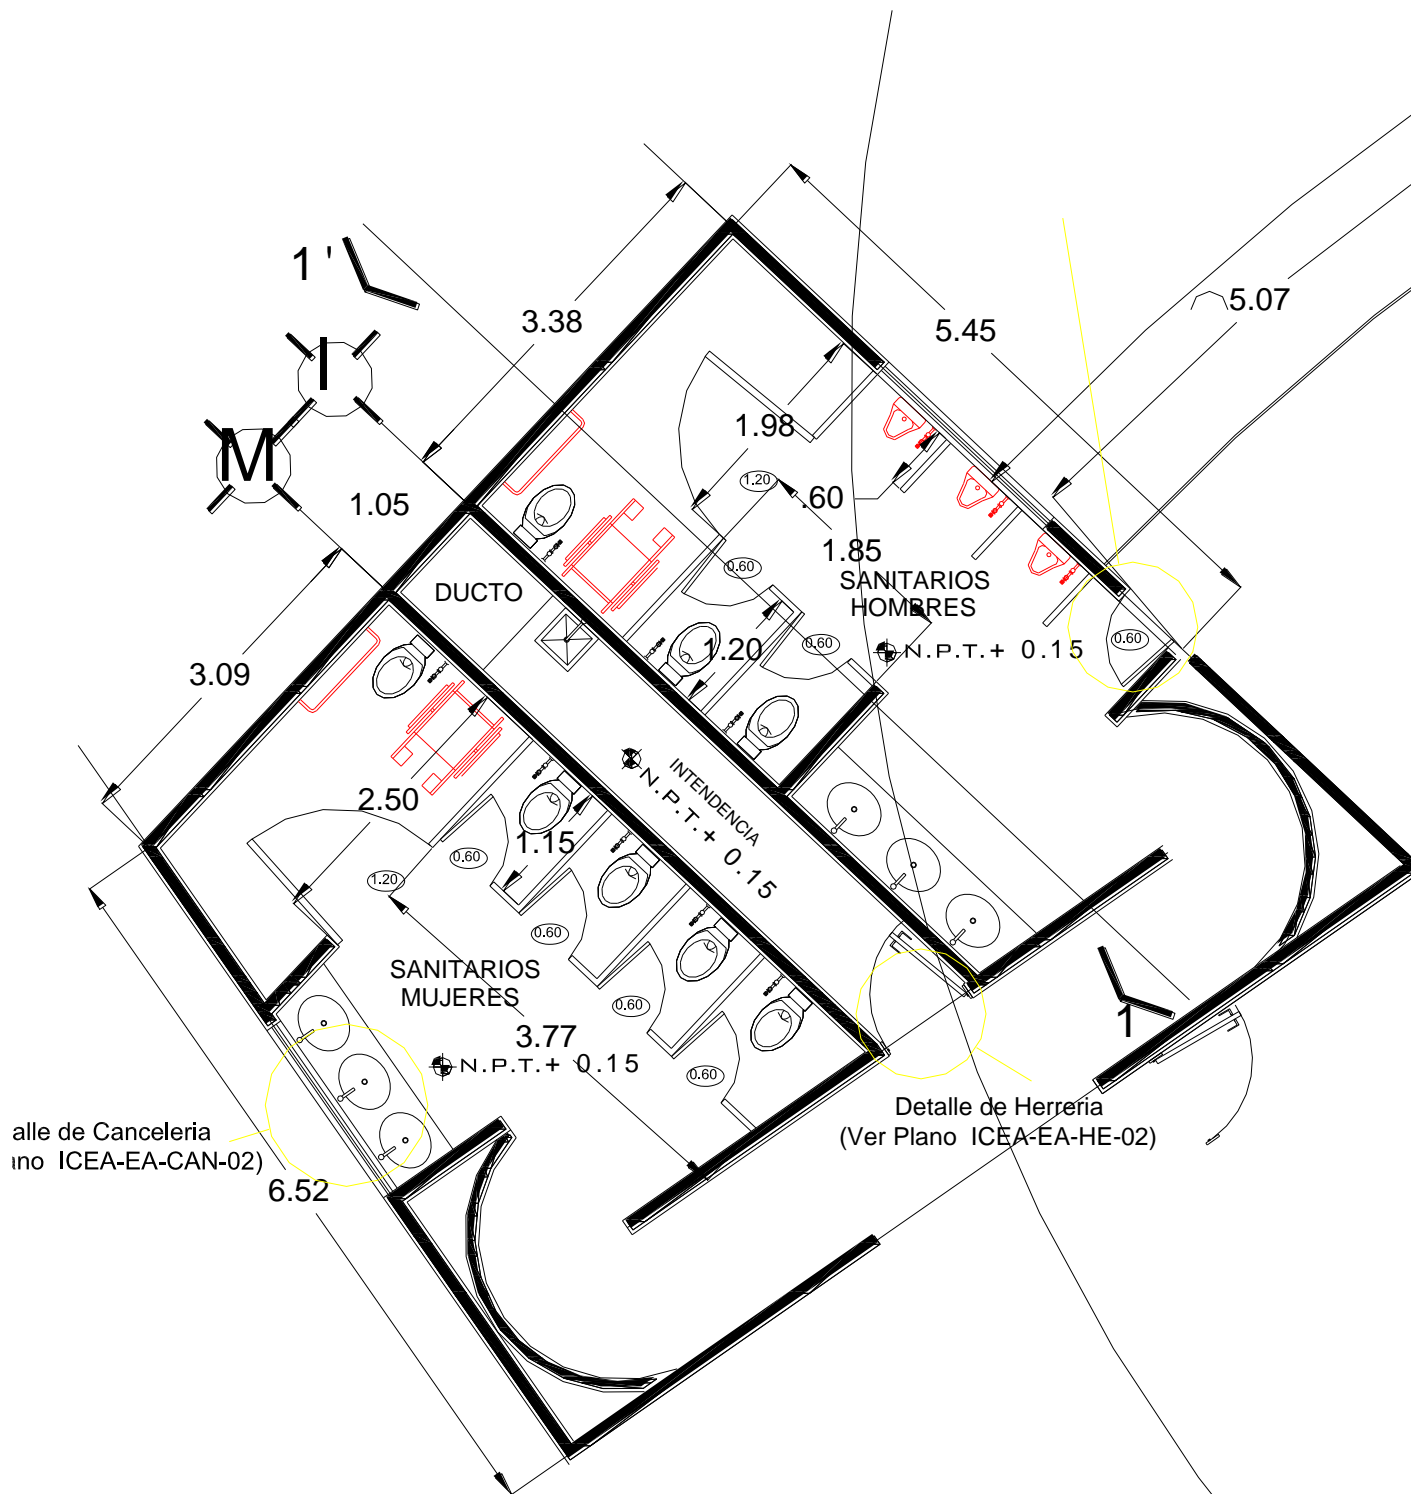 1 '
I
M
3.38
5.45
5.07
1.98
1.20
.60
1.05
1.85
0.60
DUCTO
SANITARIOS
HOMBRES
N.P.T.+ 0.15
0.60
0.60
1.20
3.09
INTENDENCIA
N.P.T.+ 0.15
2.50
1.15
0.60
1.20
0.60
SANITARIOS
MUJERES
3.77
N.P.T.+ 0.15
0.60
0.60
1
Detalle de Herreria
(Ver Plano ICEA-EA-HE-02)
alle de Canceleria
ano ICEA-EA-CAN-02)
6.52